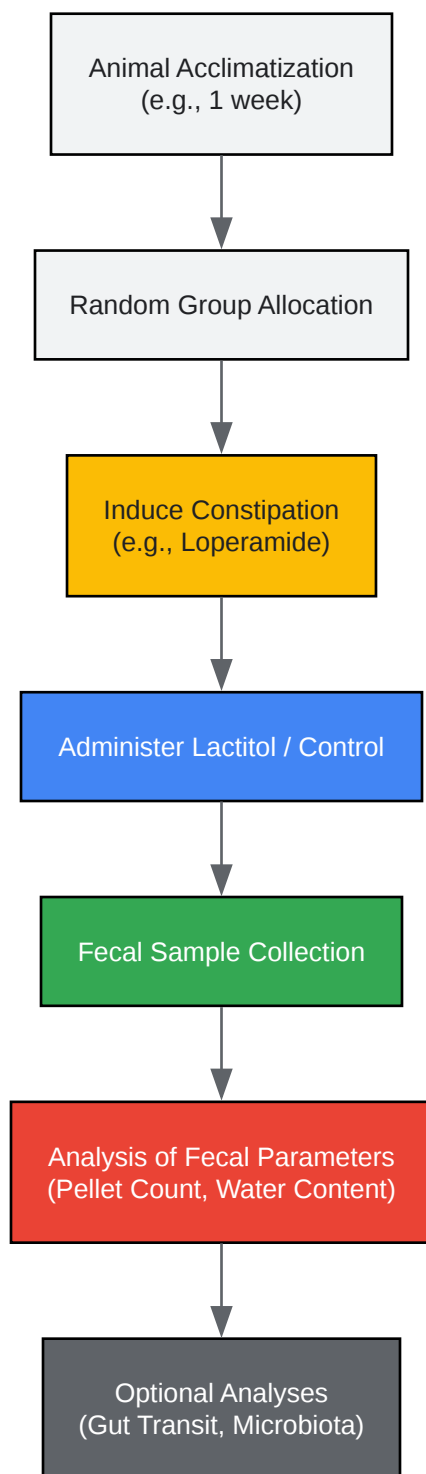 Animal Acclimatization
(e.g., 1 week)
Random Group Allocation
Induce Constipation
(e.g., Loperamide)
Administer Lactitol / Control
Fecal Sample Collection
Analysis of Fecal Parameters
(Pellet Count, Water Content)
Optional Analyses
(Gut Transit, Microbiota)